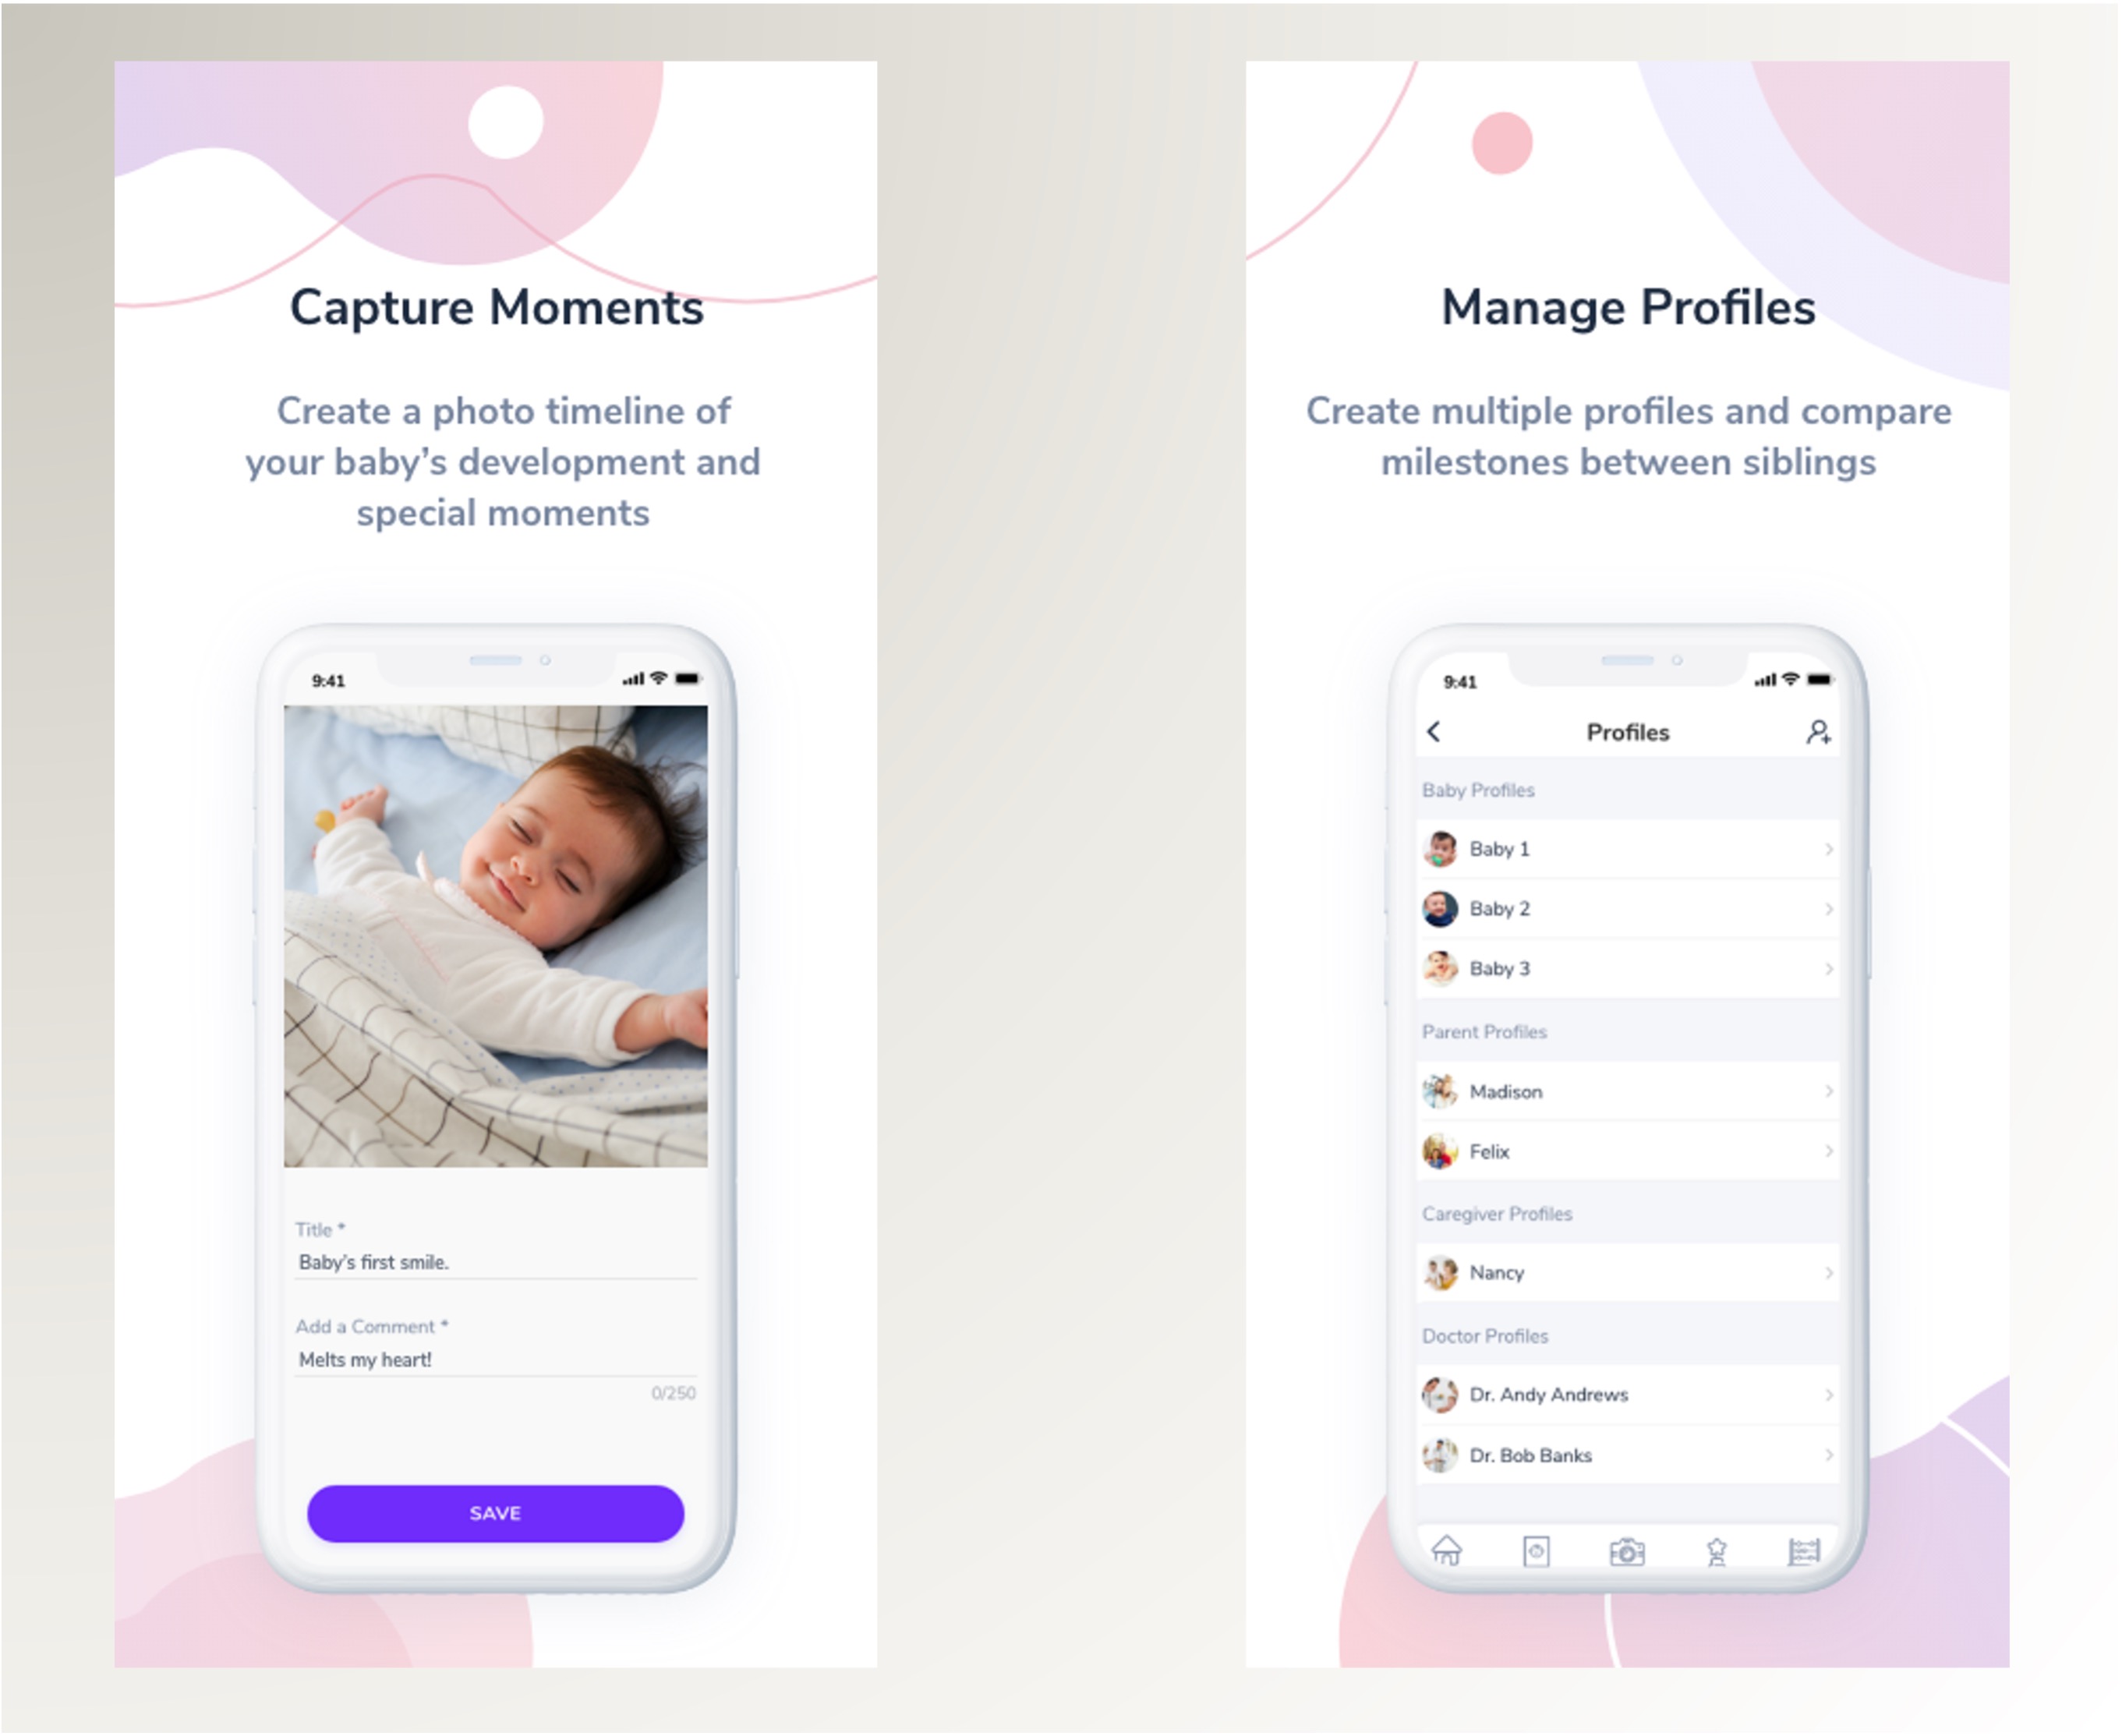 Capture Moments
Create a photo timeline of
your baby's development and
special moments
9:41
Title *
Baby's first smile.
Add a Comment *
Melts my heart!
0/250
SAVE
Manage Profiles
Create multiple profiles and compare
milestones between siblings
9:41
Profiles
Baby Profiles
Baby 1
Baby 2
Baby 3
Parent Profiles
Madison
Felix
Caregiver Profiles
Nancy
Doctor Profiles
Dr. Andy Andrews
Dr. Bob Banks